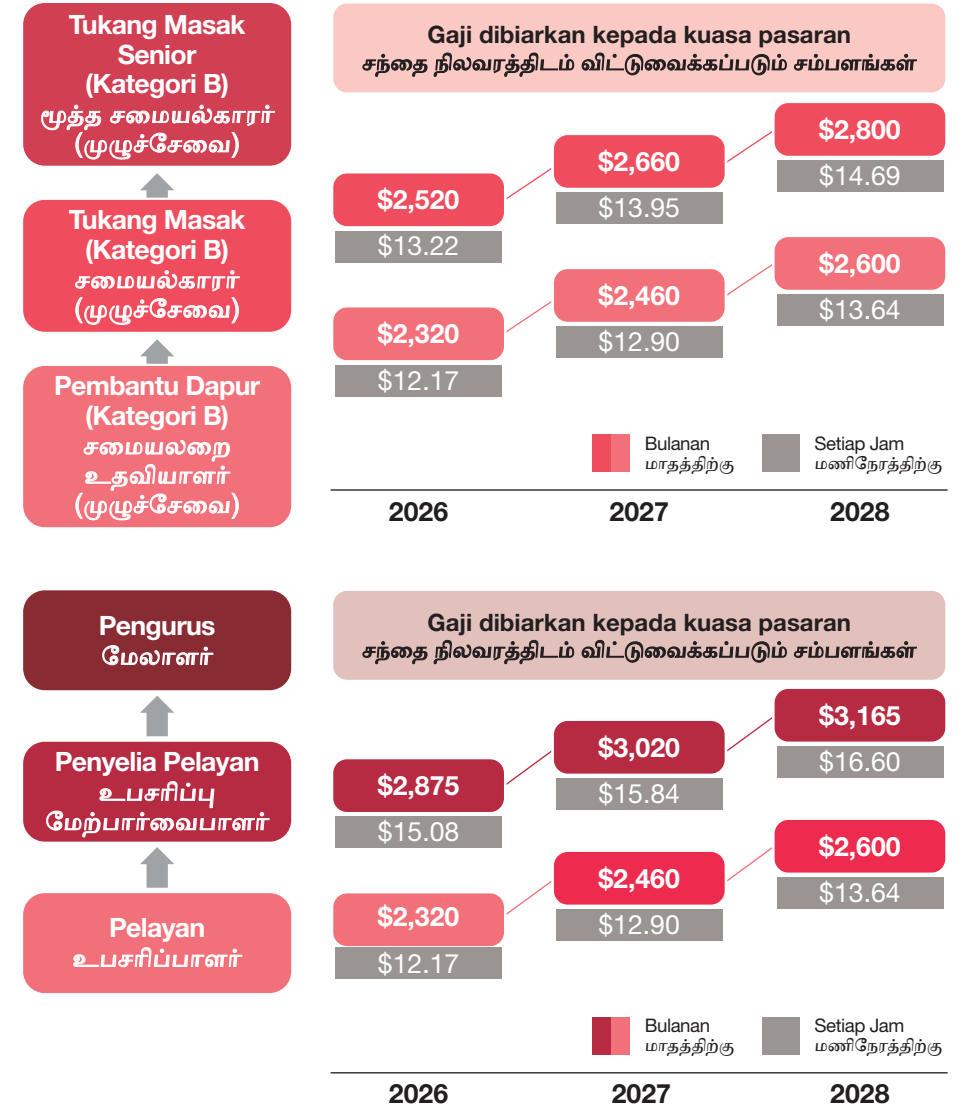 Tukang Masak
Senior
(Kategori B)
மூத்த சமையல்காரர்
(முழுச்சேவை)
Tukang Masak
(Kategori B)
சமையல்காரர்
(முழுச்சேவை)
Pembantu Dapur
(Kategori B)
சமையலறை
உதவியாளர்
(முழுச்சேவை)
Gaji dibiarkan kepada kuasa pasaran
சந்தை நிலவரத்திடம் விட்டுவைக்கப்படும் சம்பளங்கள்
$2,520
$13.22
$2,660
$13.95
$2,800
$14.69
$2,320
$12.17
$2,460
$12.90
$2,600
$13.64
Bulanan
மாதத்திற்கு
Setiap Jam
மணிநேரத்திற்கு
2026 2027 2028
Pengurus
மேலாளர்
Penyelia Pelayan
உபசரிப்பு
மேற்பார்வைபாளர்
Pelayan
உபசரிப்பாளர்
Gaji dibiarkan kepada kuasa pasaran
சந்தை நிலவரத்திடம் விட்டுவைக்கப்படும் சம்பளங்கள்
$2,875
$15.08
$3,020
$15.84
$3,165
$16.60
$2,320
$12.17
$2,460
$12.90
$2,600
$13.64
Bulanan
மாதத்திற்கு
Setiap Jam
மணிநேரத்திற்கு
2026 2027 2028